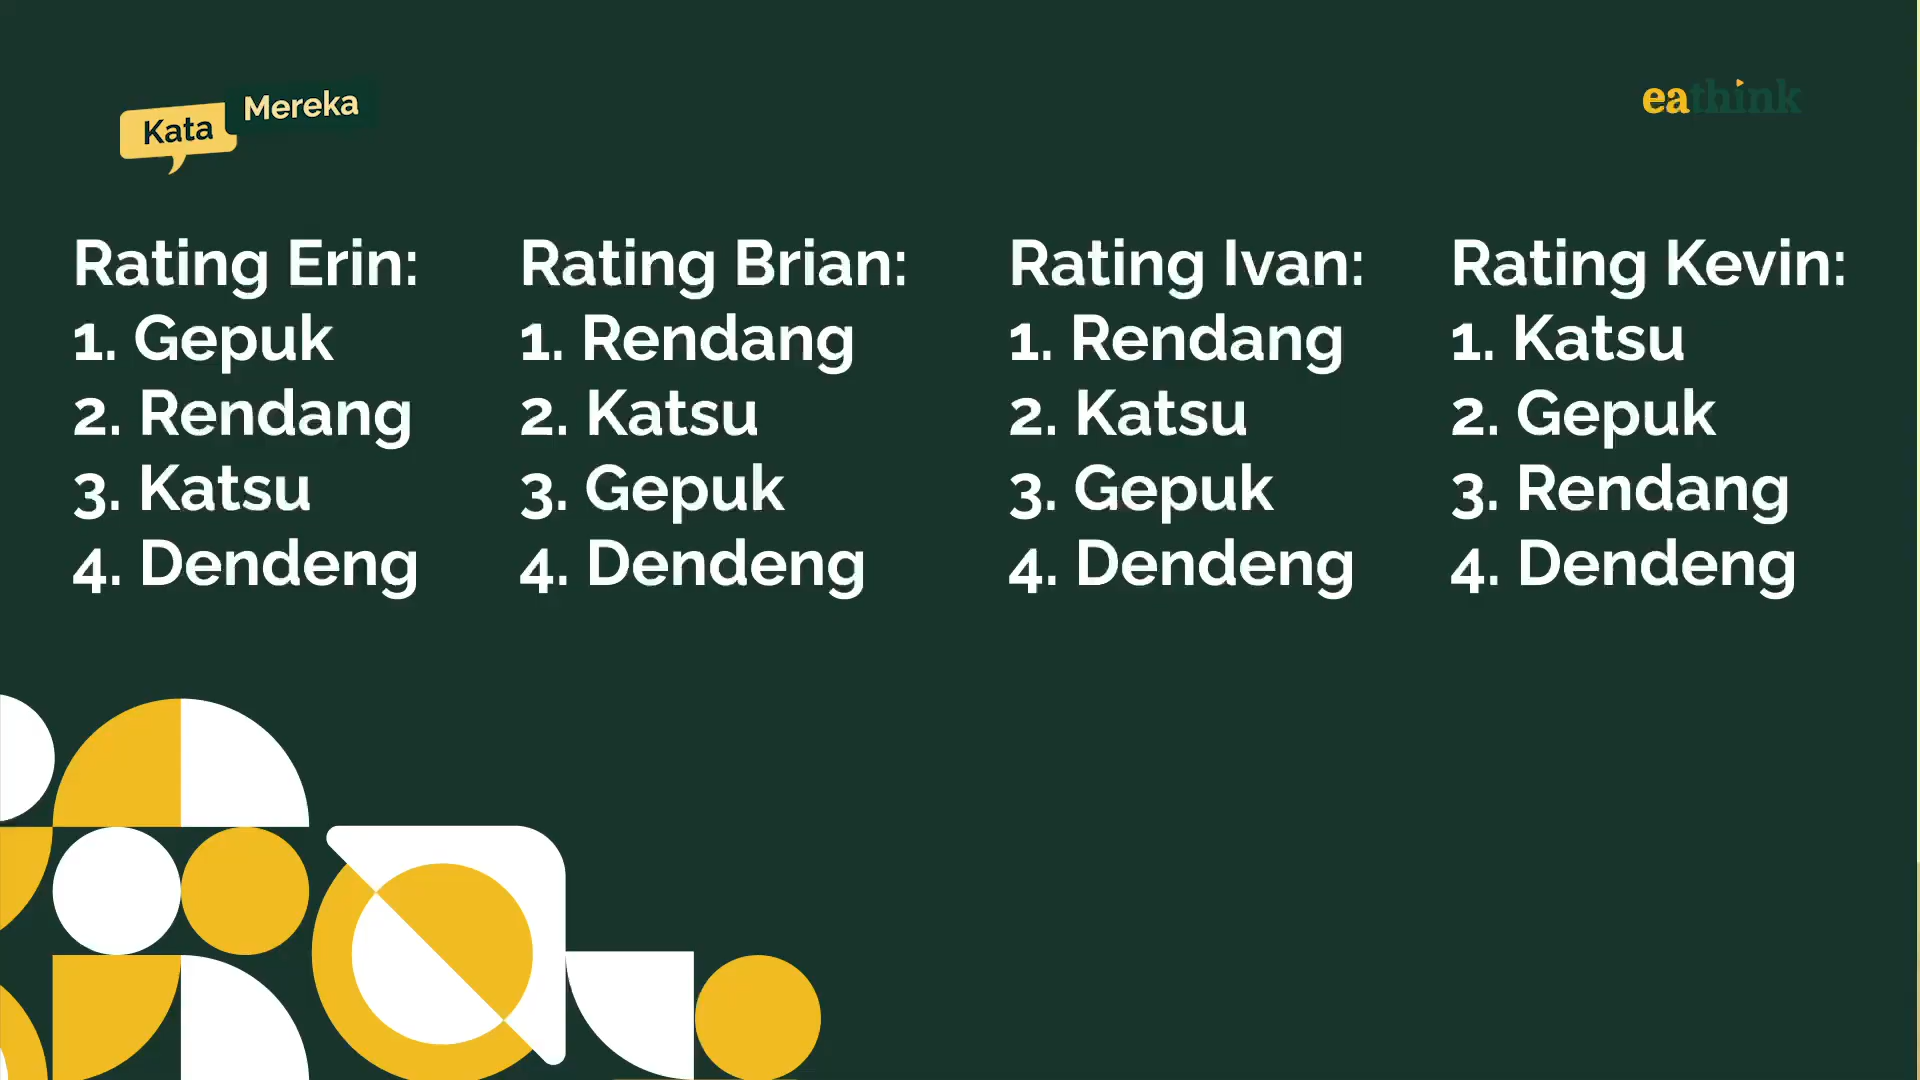 Kata Mereka
eathink
Rating Erin:
1. Gepuk
2. Rendang
3. Katsu
4. Dendeng
Rating Brian:
1. Rendang
2. Katsu
3. Gepuk
4. Dendeng
Rating Ivan:
1. Rendang
2. Katsu
3. Gepuk
4. Dendeng
Rating Kevin:
1. Katsu
2. Gepuk
3. Rendang
4. Dendeng